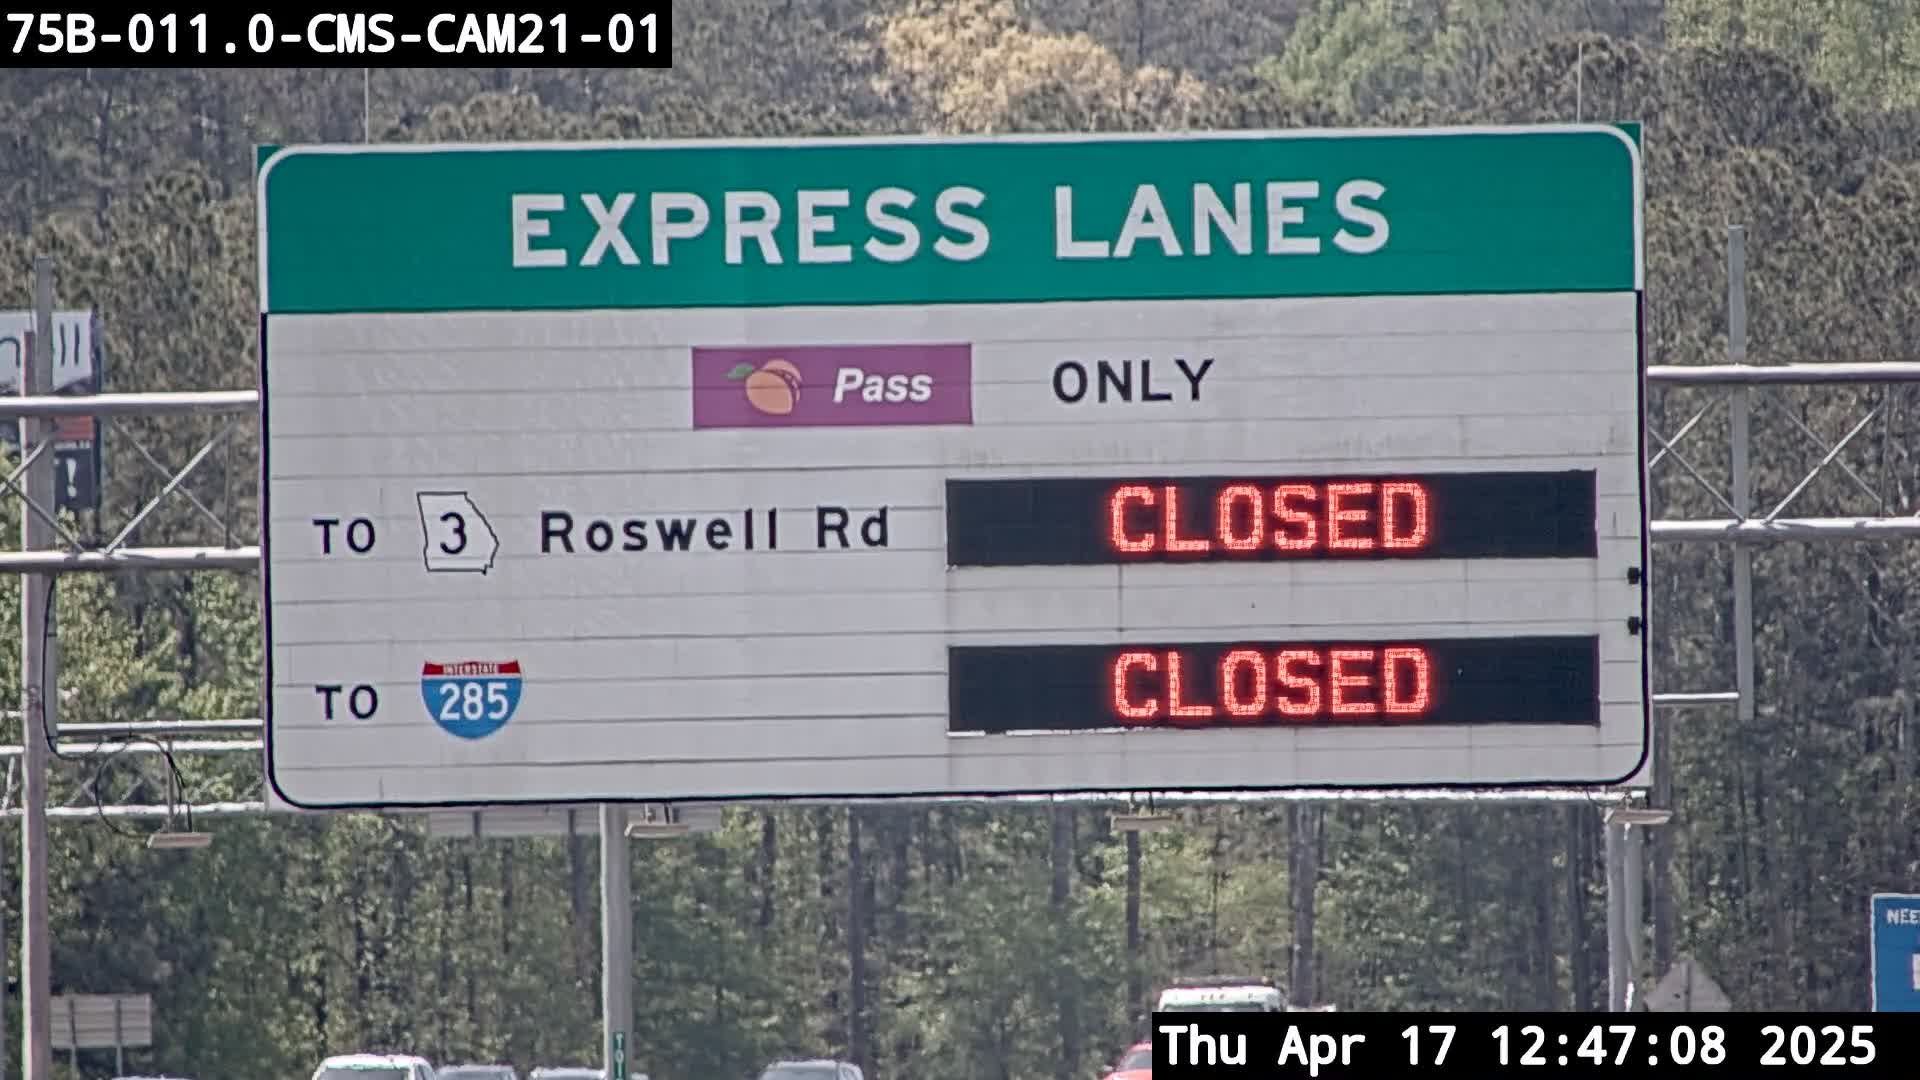 75B-011.0-CMS-CAM21-01
EXPRESS LANES
Pass ONLY
TO 3 Roswell Rd CLOSED
INTERSTATE
TO 285 CLOSED
Thu Apr 17 12:47:08 2025